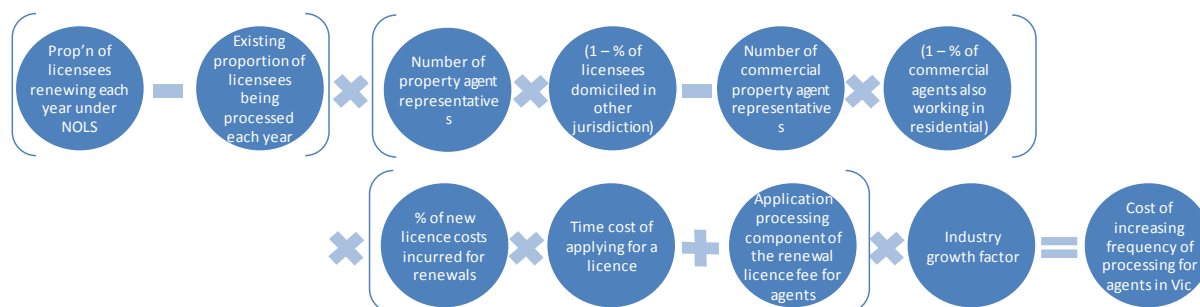 Prop'n of
licensees
renewing each
year under
NOLS
Existing
proportion of
licensees
being
processed
each year
Number of
property agent
representative
s
(1 – % of
licensees
domiciled in
other
jurisdiction)
Number of
commercial
property agent
representative
s
(1 – % of
commercial
agents also
working in
residential)
% of new
licence costs
incurred for
renewals
Time cost of
applying for a
licence
Application
processing
component of
the renewal
licence fee for
agents
Industry
growth factor
Cost of
increasing
frequency of
processing for
agents in Vic